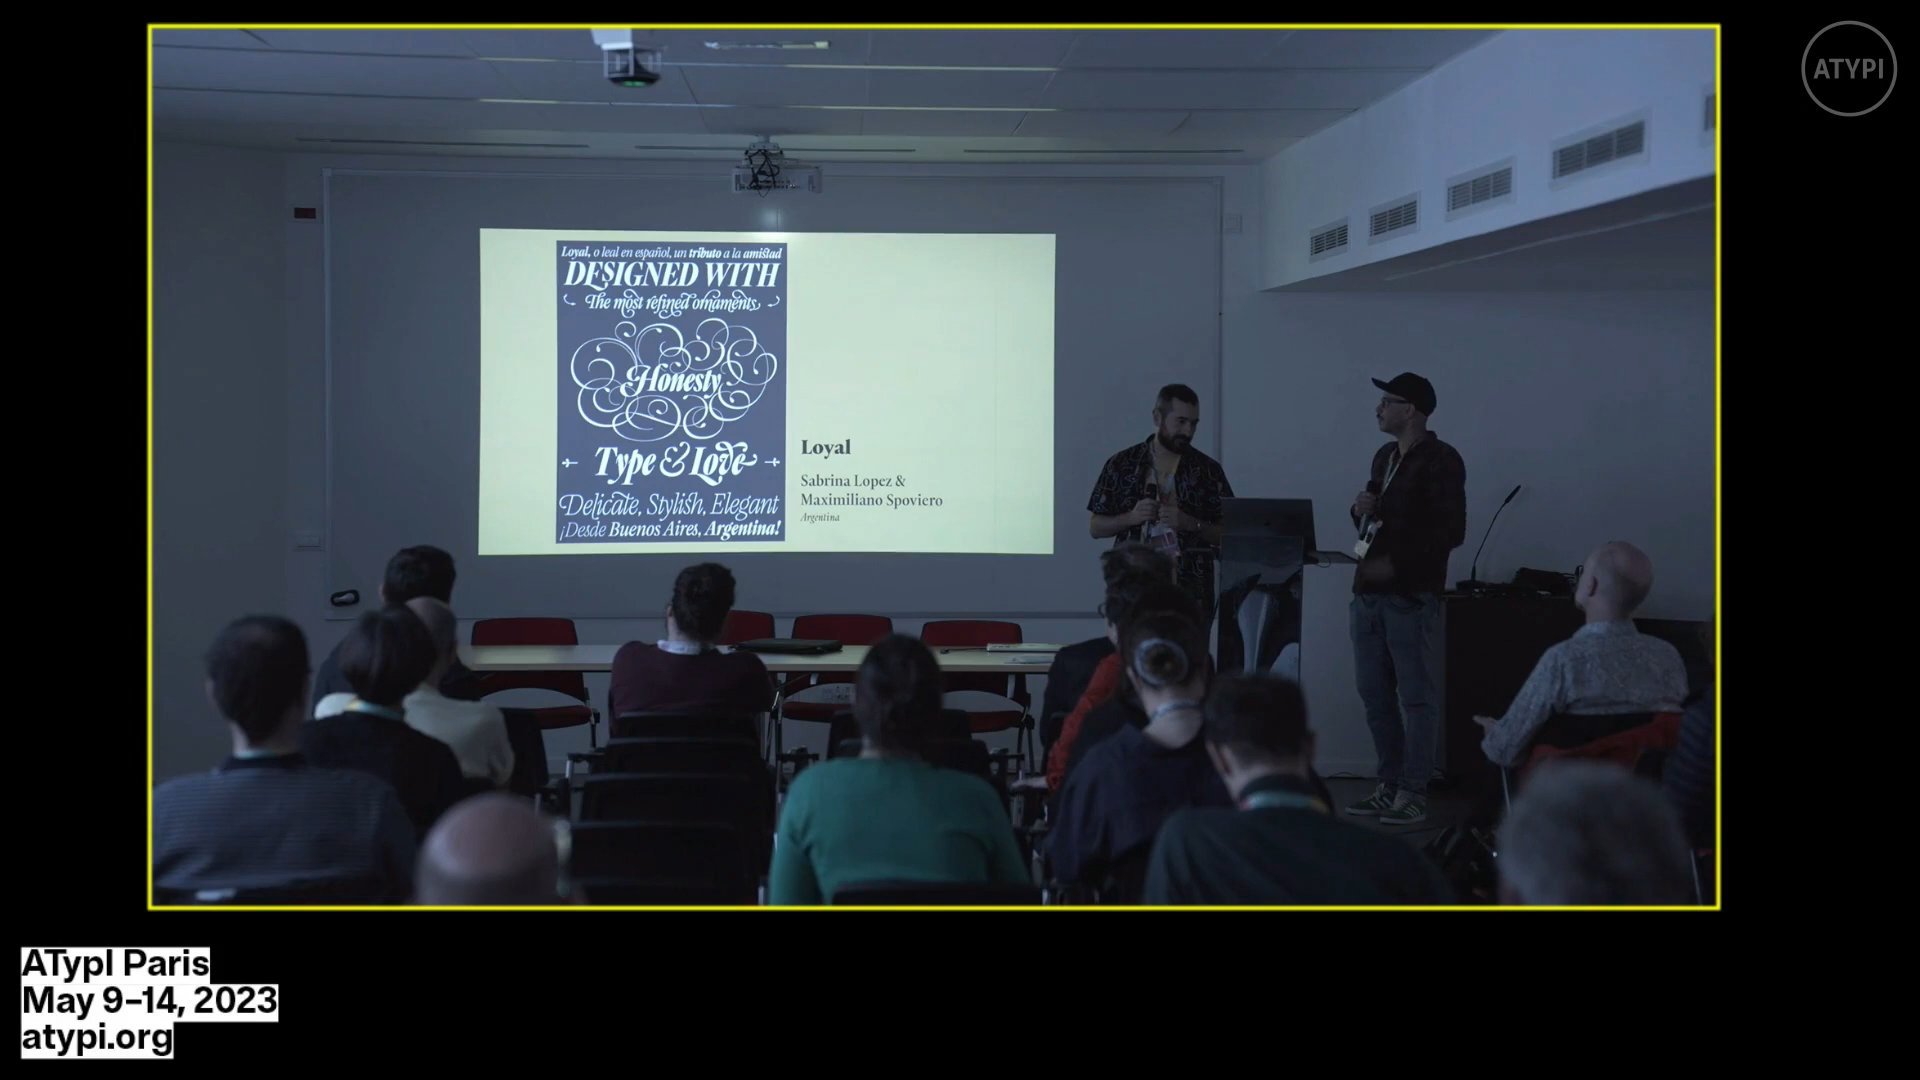 ATYPI
Loyal, o leal en español, un tributo a la amistad
DESIGNED WITH
The most refined ornaments
Honesty
Type & Love
Delicate, Stylish, Elegant
¡Desde Buenos Aires, Argentina!
Loyal
Sabrina Lopez &
Maximiliano Spoviero
Argentina
ATypI Paris
May 9–14, 2023
atypi.org